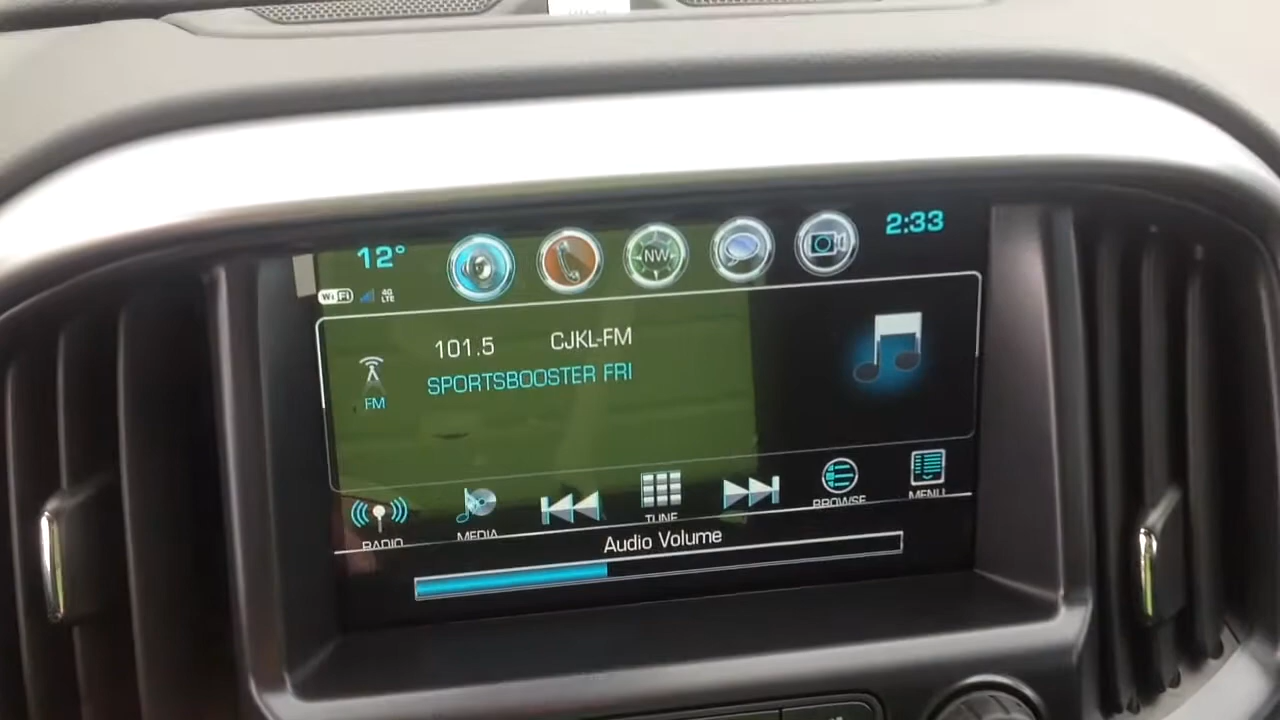 12° NW 2:33
WiFi 4G LTE
101.5 CJKL-FM
SPORTSBOOSTER FRI
FM
RADIO MEDIA TUNE BROWSE MENU
Audio Volume